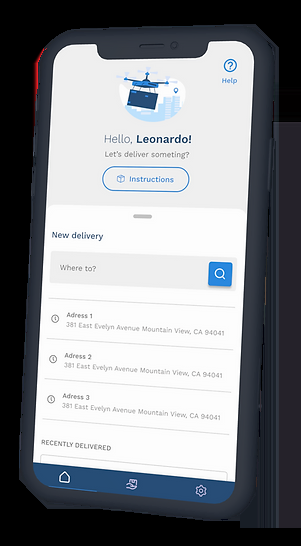 Help
Hello, Leonardo!
Let's deliver someting?
Instructions
New delivery
Where to?
Adress 1
381 East Evelyn Avenue Mountain View, CA 94041
Adress 2
381 East Evelyn Avenue Mountain View, CA 94041
Adress 3
381 East Evelyn Avenue Mountain View, CA 94041
RECENTLY DELIVERED